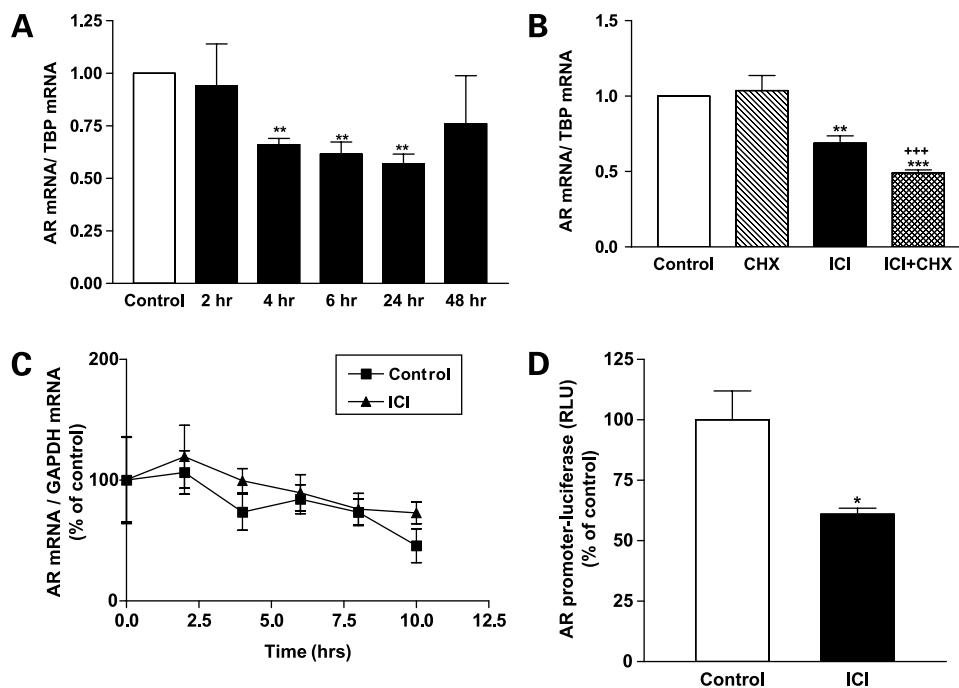 A
AR mRNA/ TBP mRNA
1.25
1.00
0.75
0.50
0.25
0.00
**
**
**
Control 2 hr 4 hr 6 hr 24 hr 48 hr
B
AR mRNA/ TBP mRNA
1.5
1.0
0.5
0.0
**
+++
***
Control CHX ICI ICI+CHX
C
AR mRNA / GAPDH mRNA
(% of control)
200
100
0
Control
ICI
0.0 2.5 5.0 7.5 10.0 12.5
Time (hrs)
D
AR promoter-luciferase (RLU)
(% of control)
125
100
75
50
25
0
*
Control ICI